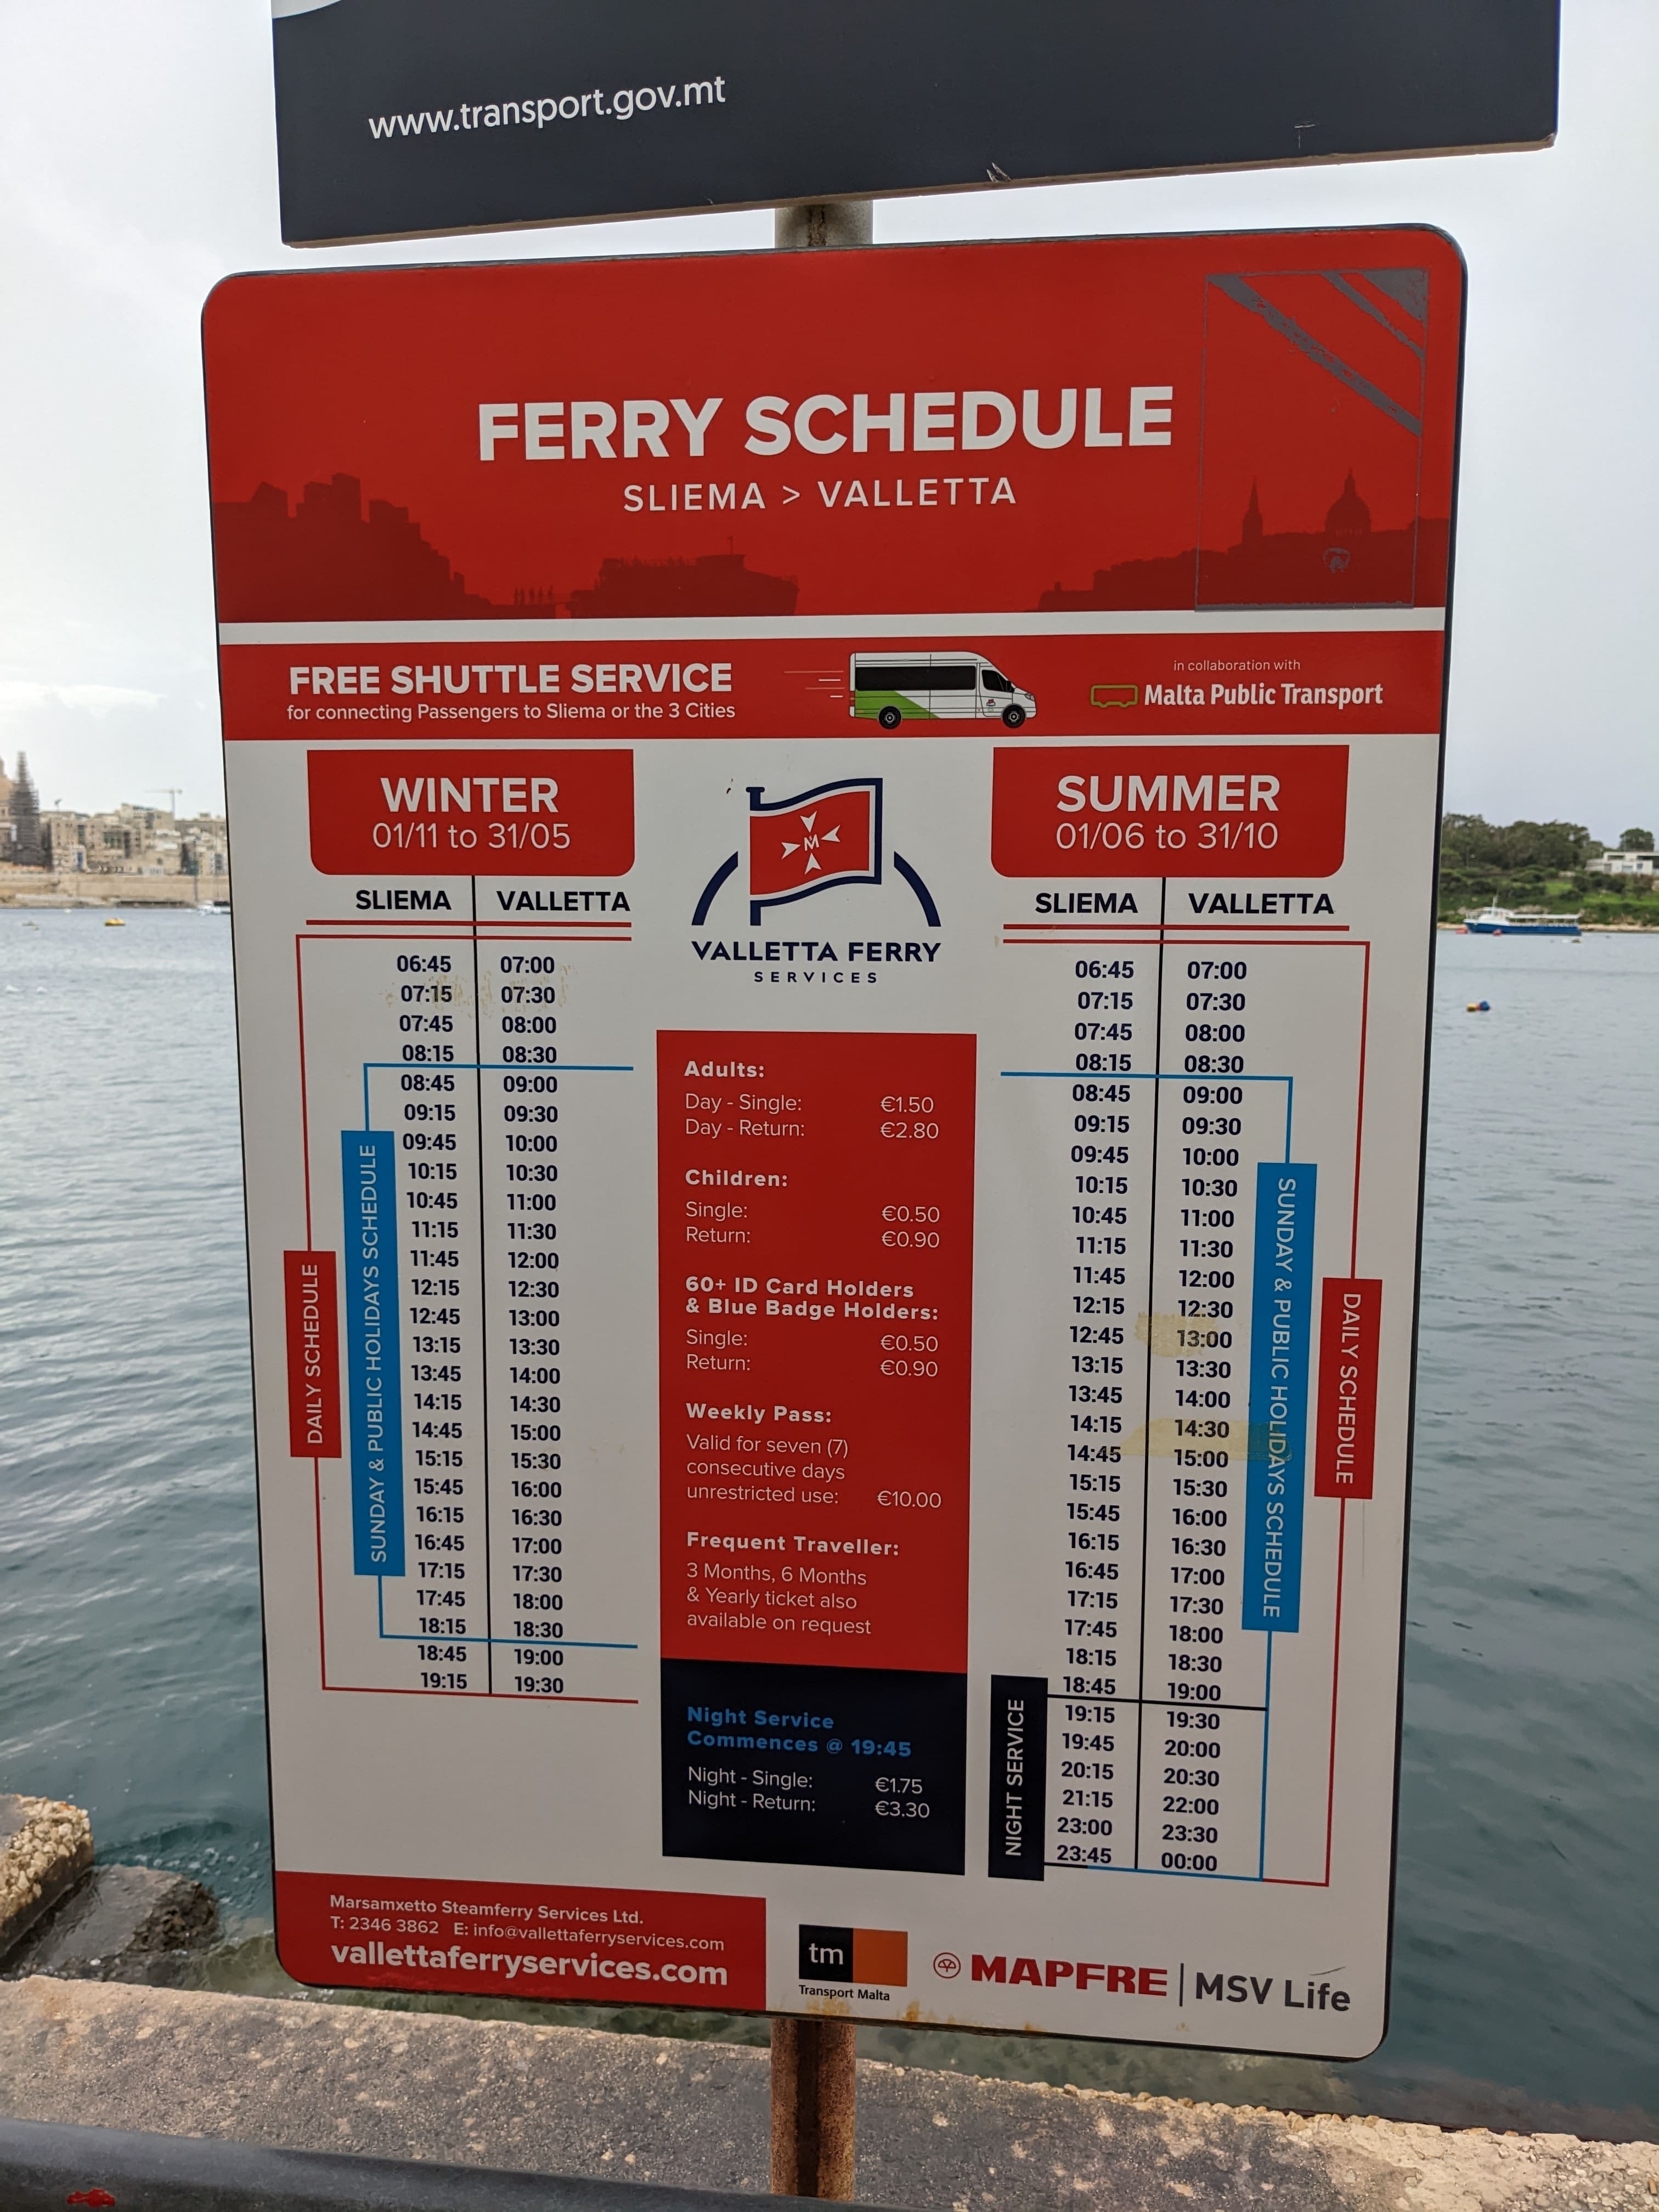 www.transport.gov.mt
FERRY SCHEDULE
SLIEMA > VALLETTA
FREE SHUTTLE SERVICE
for connecting Passengers to Sliema or the 3 Cities
in collaboration with
Malta Public Transport
WINTER
01/11 to 31/05
SLIEMA VALLETTA
06:45 07:00
07:15 07:30
07:45 08:00
08:15 08:30
08:45 09:00
09:15 09:30
09:45 10:00
10:15 10:30
10:45 11:00
11:15 11:30
11:45 12:00
12:15 12:30
12:45 13:00
13:15 13:30
13:45 14:00
14:15 14:30
14:45 15:00
15:15 15:30
15:45 16:00
16:15 16:30
16:45 17:00
17:15 17:30
17:45 18:00
18:15 18:30
18:45 19:00
19:15 19:30
DAILY SCHEDULE
SUNDAY & PUBLIC HOLIDAYS SCHEDULE
M
VALLETTA FERRY
SERVICES
Adults:
Day - Single: €1.50
Day - Return: €2.80
Children:
Single: €0.50
Return: €0.90
60+ ID Card Holders
& Blue Badge Holders:
Single: €0.50
Return: €0.90
Weekly Pass:
Valid for seven (7)
consecutive days
unrestricted use: €10.00
Frequent Traveller:
3 Months, 6 Months
& Yearly ticket also
available on request
Night Service
Commences @ 19:45
Night - Single: €1.75
Night - Return: €3.30
SUMMER
01/06 to 31/10
SLIEMA VALLETTA
06:45 07:00
07:15 07:30
07:45 08:00
08:15 08:30
08:45 09:00
09:15 09:30
09:45 10:00
10:15 10:30
10:45 11:00
11:15 11:30
11:45 12:00
12:15 12:30
12:45 13:00
13:15 13:30
13:45 14:00
14:15 14:30
14:45 15:00
15:15 15:30
15:45 16:00
16:15 16:30
16:45 17:00
17:15 17:30
17:45 18:00
18:15 18:30
18:45 19:00
19:15 19:30
19:45 20:00
20:15 20:30
21:15 22:00
23:00 23:30
23:45 00:00
NIGHT SERVICE
SUNDAY & PUBLIC HOLIDAYS SCHEDULE
DAILY SCHEDULE
Marsamxetto Steamferry Services Ltd.
T: 2346 3862 E: info@vallettaferryservices.com
vallettaferryservices.com
tm
Transport Malta
MAPFRE | MSV Life